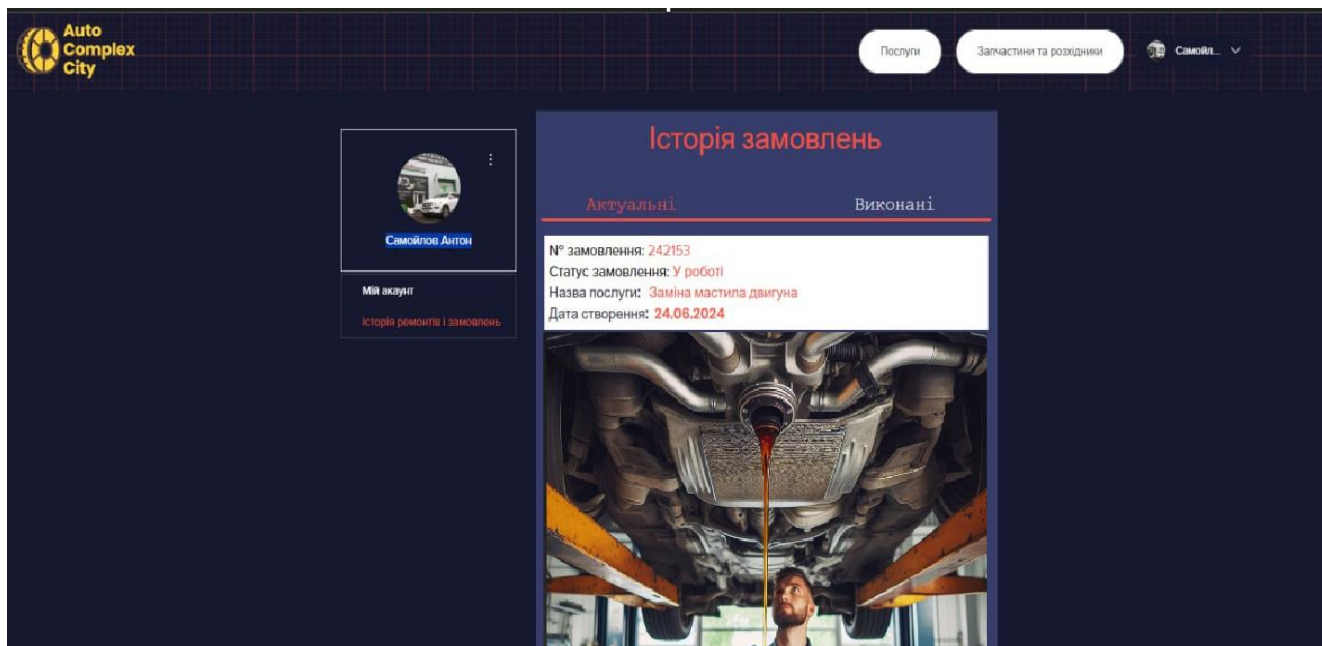 Auto
Complex
City
Послуги
Запчастини та розхідники
Самойл...
Самойлов Антон
Мій акаунт
Історія ремонтів і замовлень
Історія замовлень
Актуальні
Виконані
N° замовлення: 242153
Статус замовлення: У роботі
Назва послуги: Заміна мастила двигуна
Дата створення: 24.06.2024